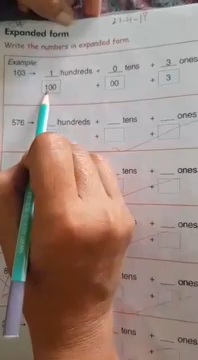 Expanded form
Write the numbers in expanded form.
Example:
103 → 1 hundreds + 0 tens + 3 ones
100 + 00 + 3
576 → hundreds + tens + ones
+ +
tens + ones
+
tens + ones
+
tens + ones
+
tens + ones